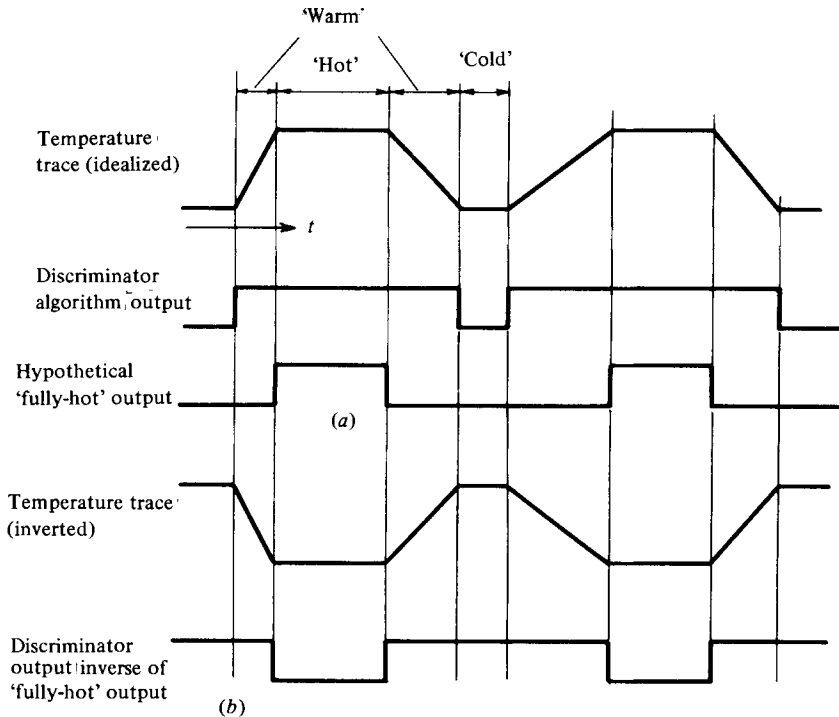 ‘Warm’
‘Hot’
‘Cold’
Temperature
trace (idealized)
t
Discriminator
algorithm output
Hypothetical
‘fully-hot’ output
(a)
Temperature trace
(inverted)
Discriminator
output inverse of
‘fully-hot’ output
(b)